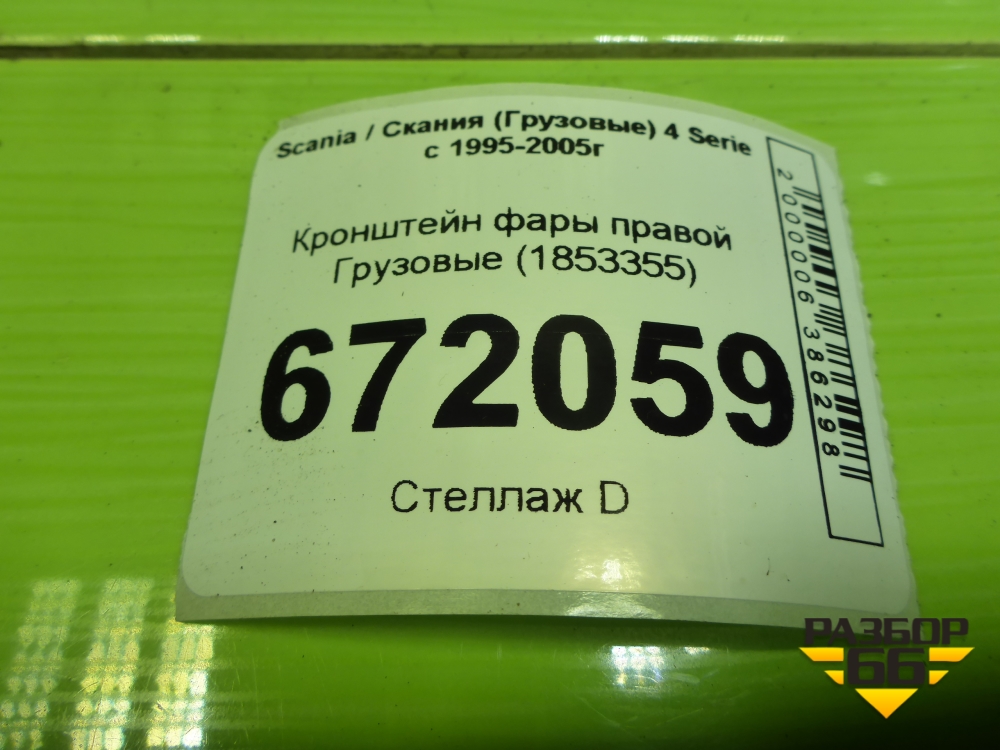 Scania / Скания (Грузовые) 4 Serie
с 1995-2005г
Кронштейн фары правой
Грузовые (1853355)
672059
Стеллаж D
2000006386298
РАЗБОР
66